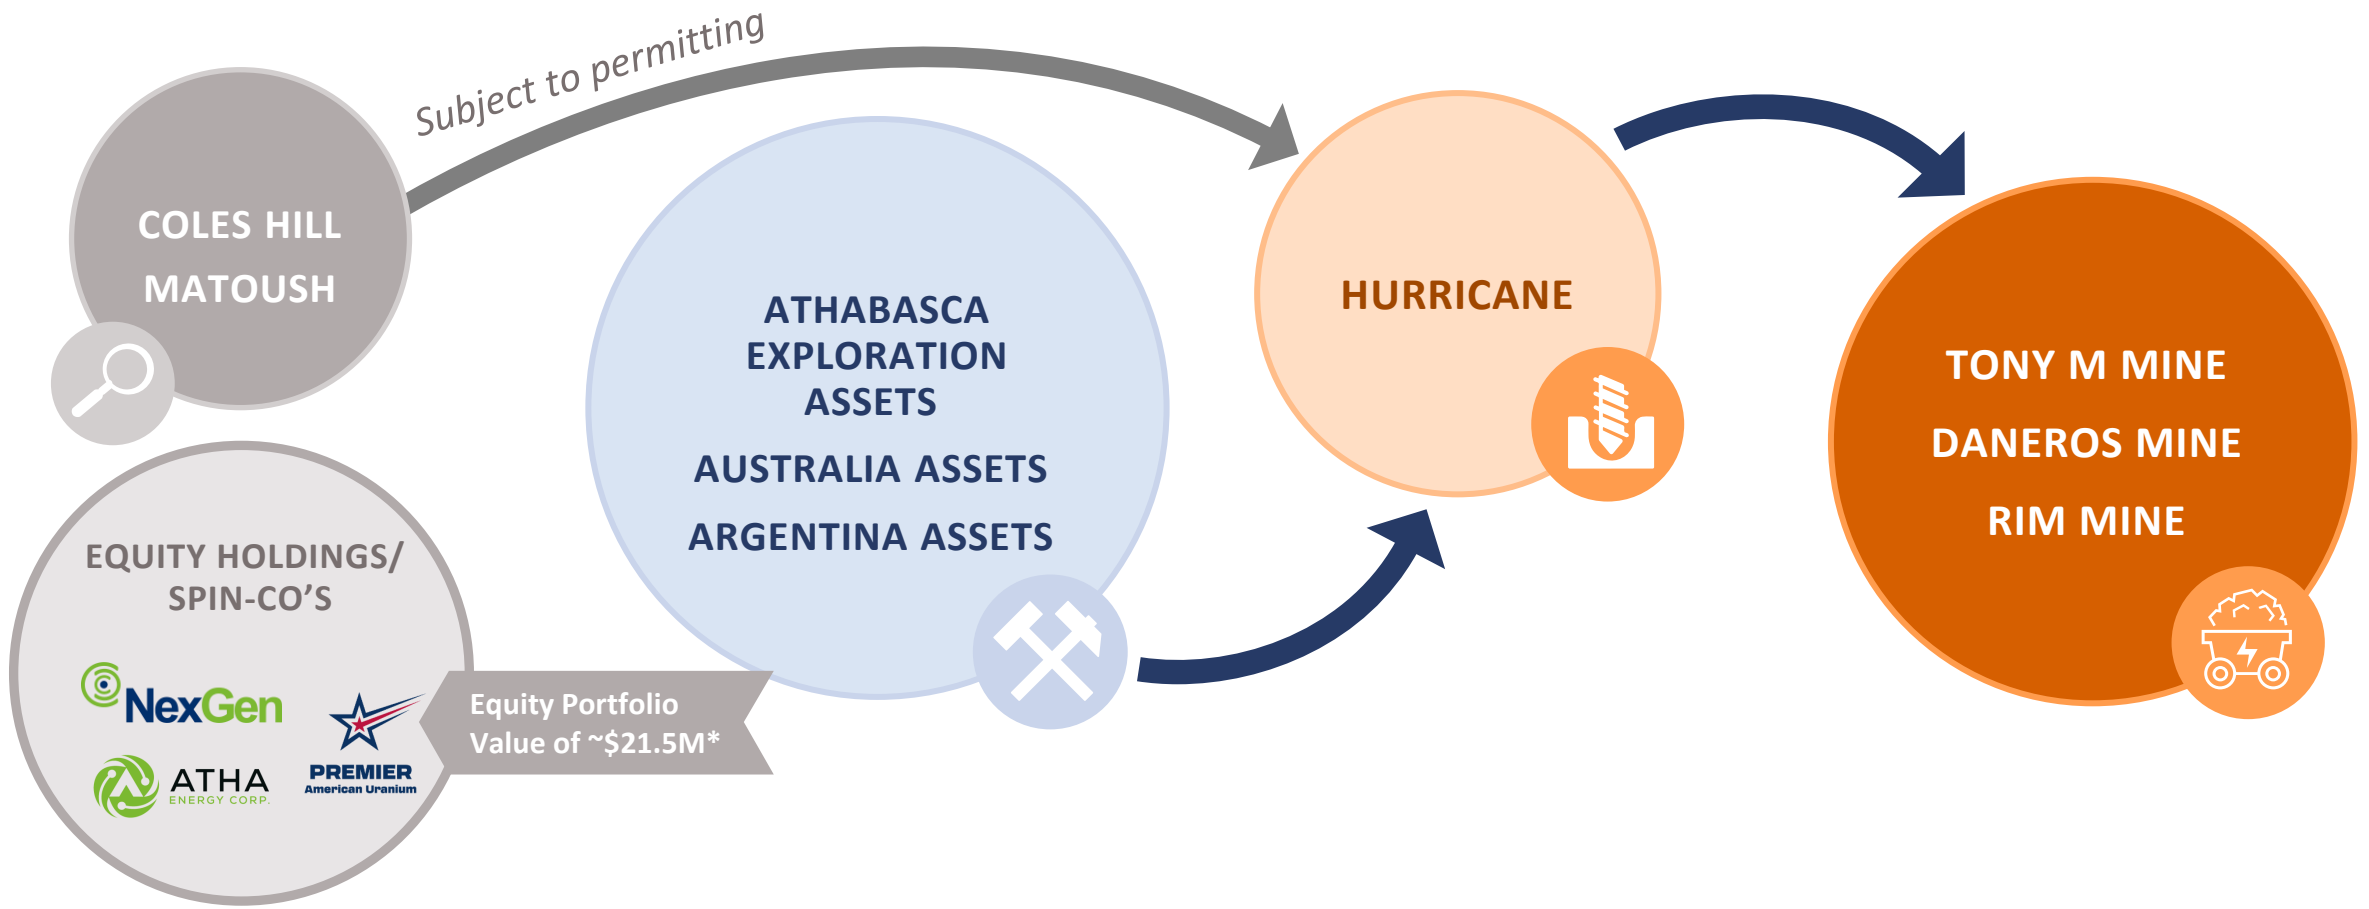 Subject to permitting
COLES HILL
MATOUSH
EQUITY HOLDINGS/
SPIN-CO’S
NexGen
ATHA
ENERGY CORP.
PREMIER
American Uranium
Equity Portfolio
Value of ~$21.5M*
ATHABASCA
EXPLORATION
ASSETS
AUSTRALIA ASSETS
ARGENTINA ASSETS
HURRICANE
TONY M MINE
DANEROS MINE
RIM MINE